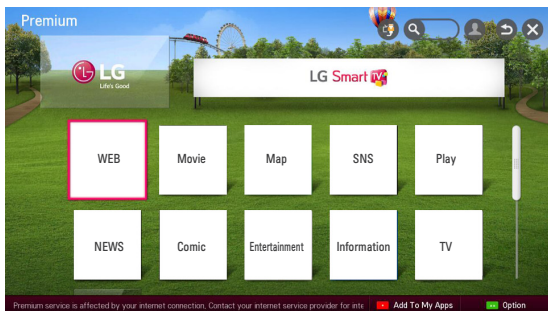 Premium
LG
Life's Good
LG Smart TV
WEB
Movie
Map
SNS
Play
NEWS
Comic
Entertainment
Information
TV
Premium service is affected by your internet connection, Contact your internet service provider for inte
Add To My Apps
Option